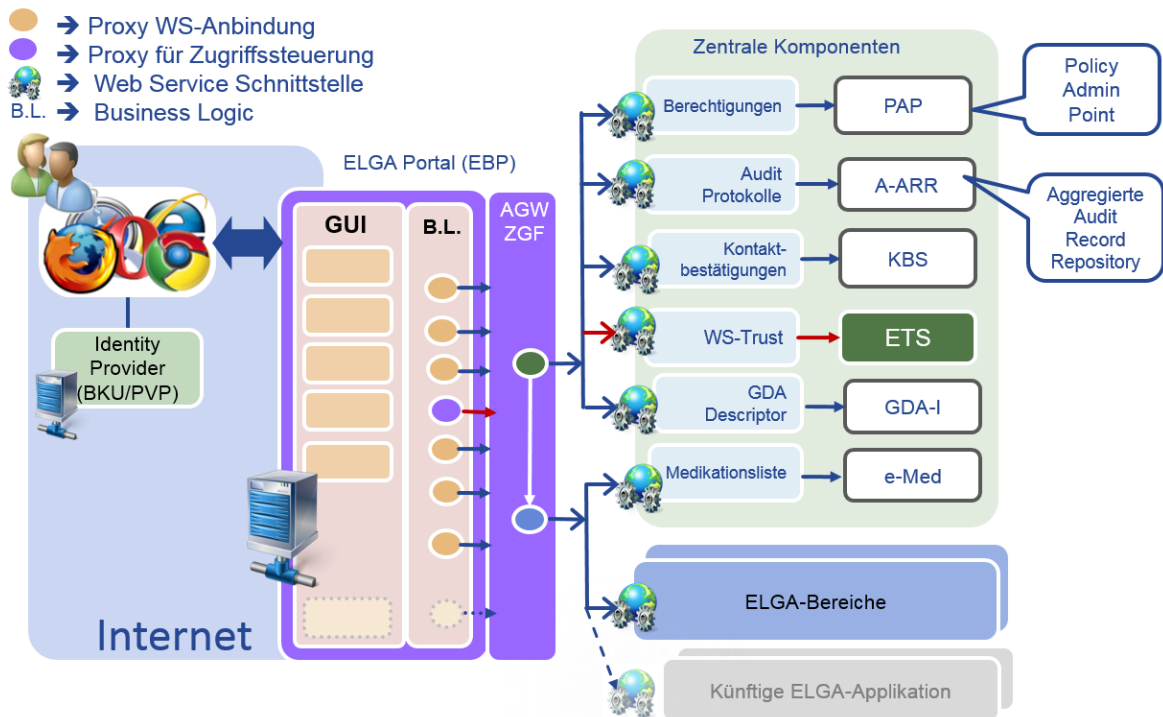 → Proxy WS-Anbindung
→ Proxy für Zugriffssteuerung
→ Web Service Schnittstelle
B.L. → Business Logic
ELGA Portal (EBP)
GUI
B.L.
AGW
ZGF
Identity
Provider
(BKU/PVP)
Internet
Zentrale Komponenten
Berechtigungen
PAP
Policy
Admin
Point
Audit
Protokolle
A-ARR
Aggregierte
Audit
Record
Repository
Kontakt-
bestätigungen
KBS
WS-Trust
ETS
GDA
Descriptor
GDA-I
Medikationsliste
e-Med
ELGA-Bereiche
Künftige ELGA-Applikation